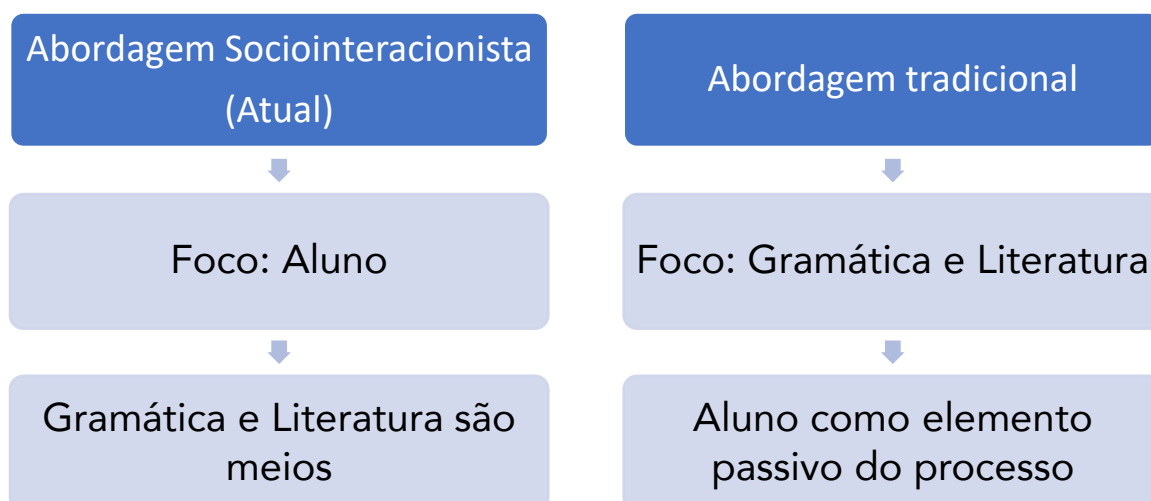 Abordagem Sociointeracionista
(Atual)
Foco: Aluno
Gramática e Literatura são
meios
Abordagem tradicional
Foco: Gramática e Literatura
Aluno como elemento
passivo do processo